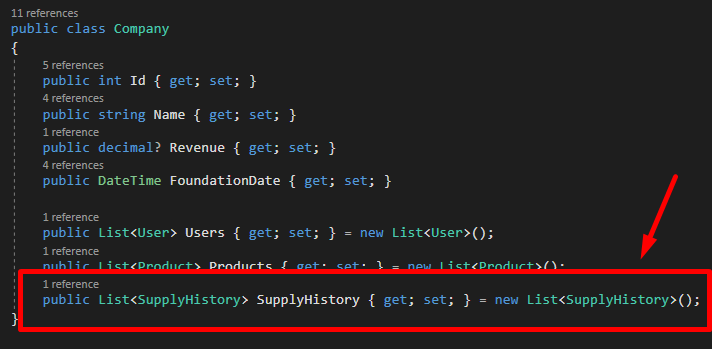 11 references
public class Company
{
5 references
public int Id { get; set; }
4 references
public string Name { get; set; }
1 reference
public decimal? Revenue { get; set; }
4 references
public DateTime FoundationDate { get; set; }
1 reference
public List<User> Users { get; set; } = new List<User>();
1 reference
public List<Product> Products { get; set; } = new List<Product>();
1 reference
public List<SupplyHistory> SupplyHistory { get; set; } = new List<SupplyHistory>();
}